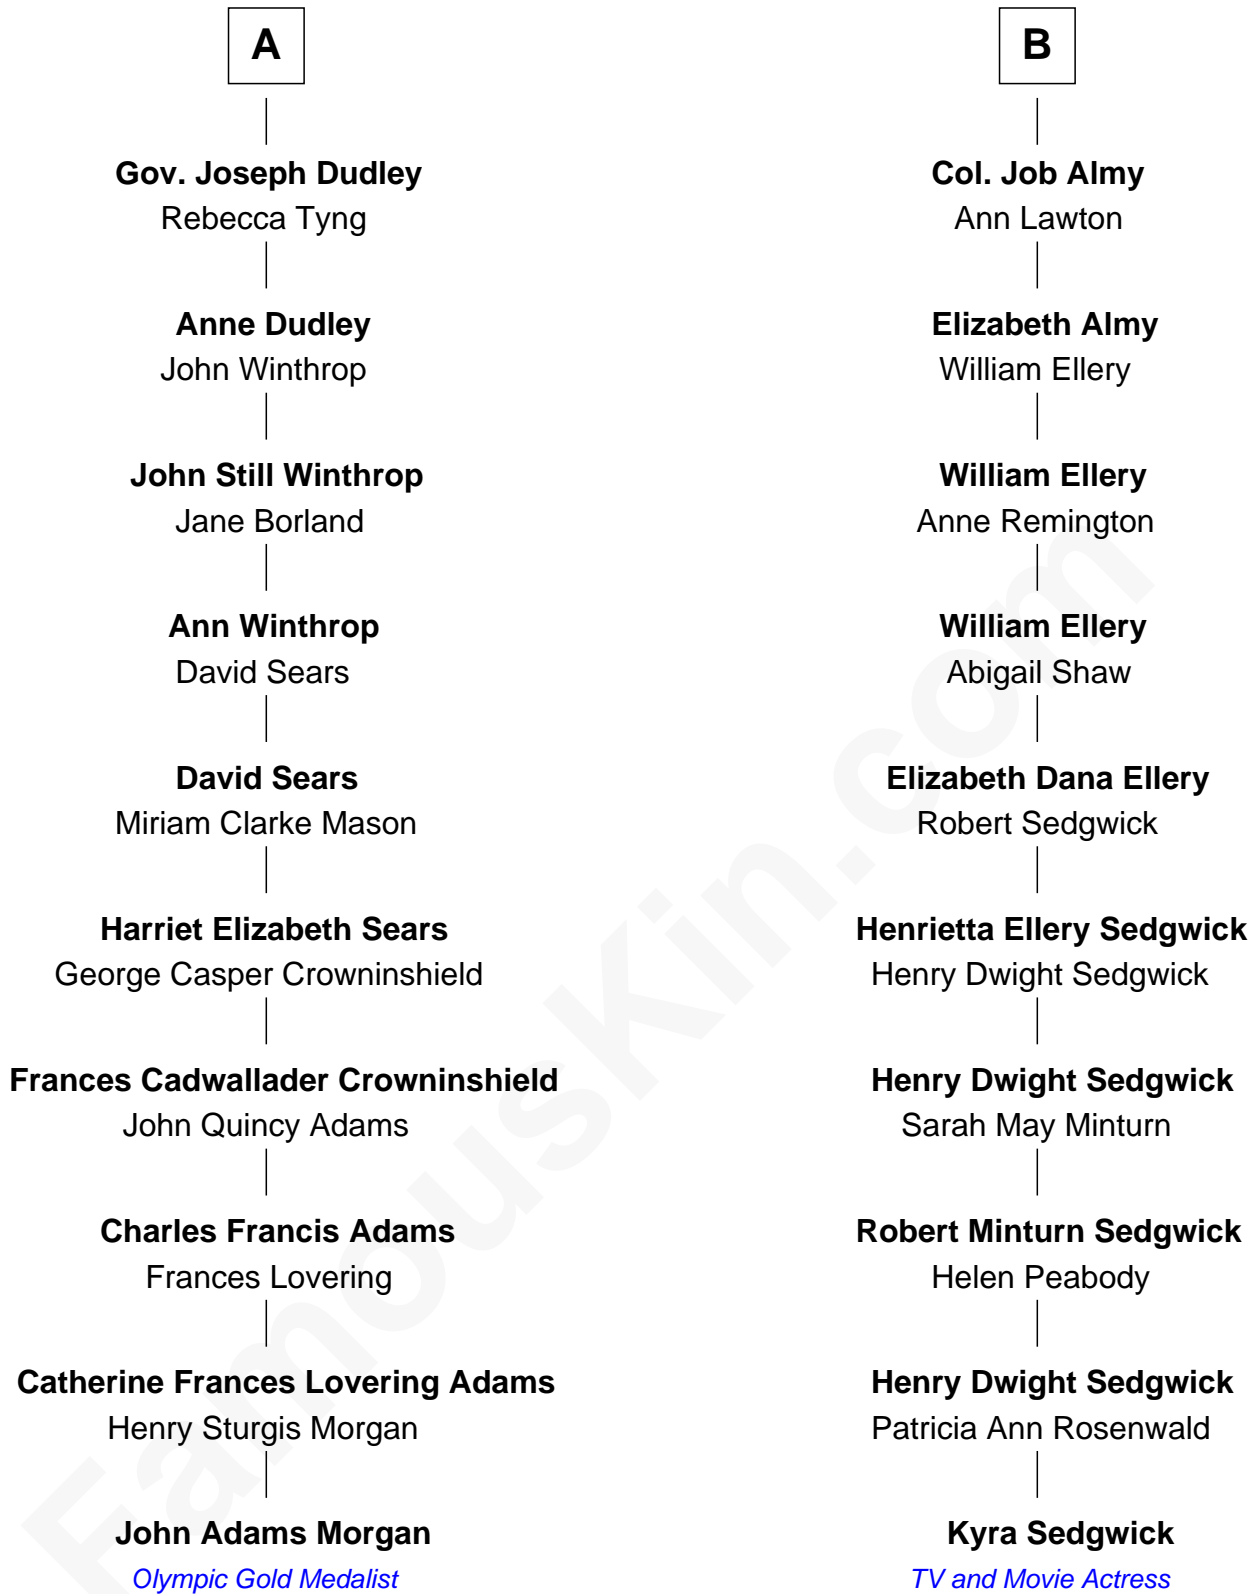 A
Gov. Joseph Dudley
Rebecca Tyng
Anne Dudley
John Winthrop
John Still Winthrop
Jane Borland
Ann Winthrop
David Sears
David Sears
Miriam Clarke Mason
Harriet Elizabeth Sears
George Casper Crowninshield
Frances Cadwallader Crowninshield
John Quincy Adams
Charles Francis Adams
Frances Lovering
Catherine Frances Lovering Adams
Henry Sturgis Morgan
John Adams Morgan
Olympic Gold Medalist
B
Col. Job Almy
Ann Lawton
Elizabeth Almy
William Ellery
William Ellery
Anne Remington
William Ellery
Abigail Shaw
Elizabeth Dana Ellery
Robert Sedgwick
Henrietta Ellery Sedgwick
Henry Dwight Sedgwick
Henry Dwight Sedgwick
Sarah May Minturn
Robert Minturn Sedgwick
Helen Peabody
Henry Dwight Sedgwick
Patricia Ann Rosenwald
Kyra Sedgwick
TV and Movie Actress
FamousKin.com